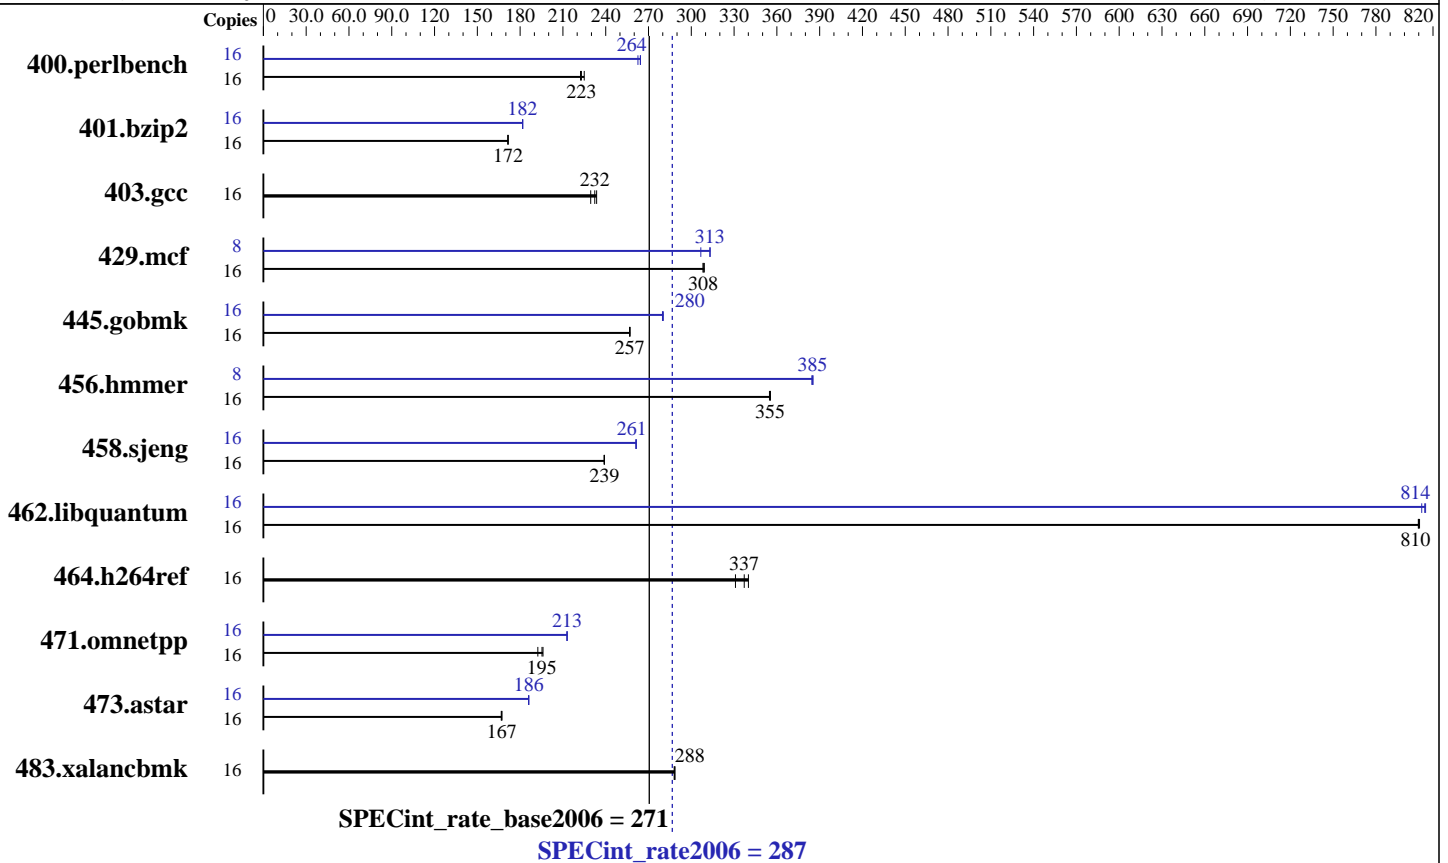 Copies 0 30.0 60.0 90.0 120 150 180 210 240 270 300 330 360 390 420 450 480 510 540 570 600 630 660 690 720 750 780 820
400.perlbench 16 264
16 223
401.bzip2 16 182
16 172
403.gcc 16 232
429.mcf 8 313
16 308
445.gobmk 16 280
16 257
456.hmmer 8 385
16 355
458.sjeng 16 261
16 239
462.libquantum 16 814
16 810
464.h264ref 16 337
471.omnetpp 16 213
16 195
473.astar 16 186
16 167
483.xalancbmk 16 288
SPECint_rate_base2006 = 271
SPECint_rate2006 = 287